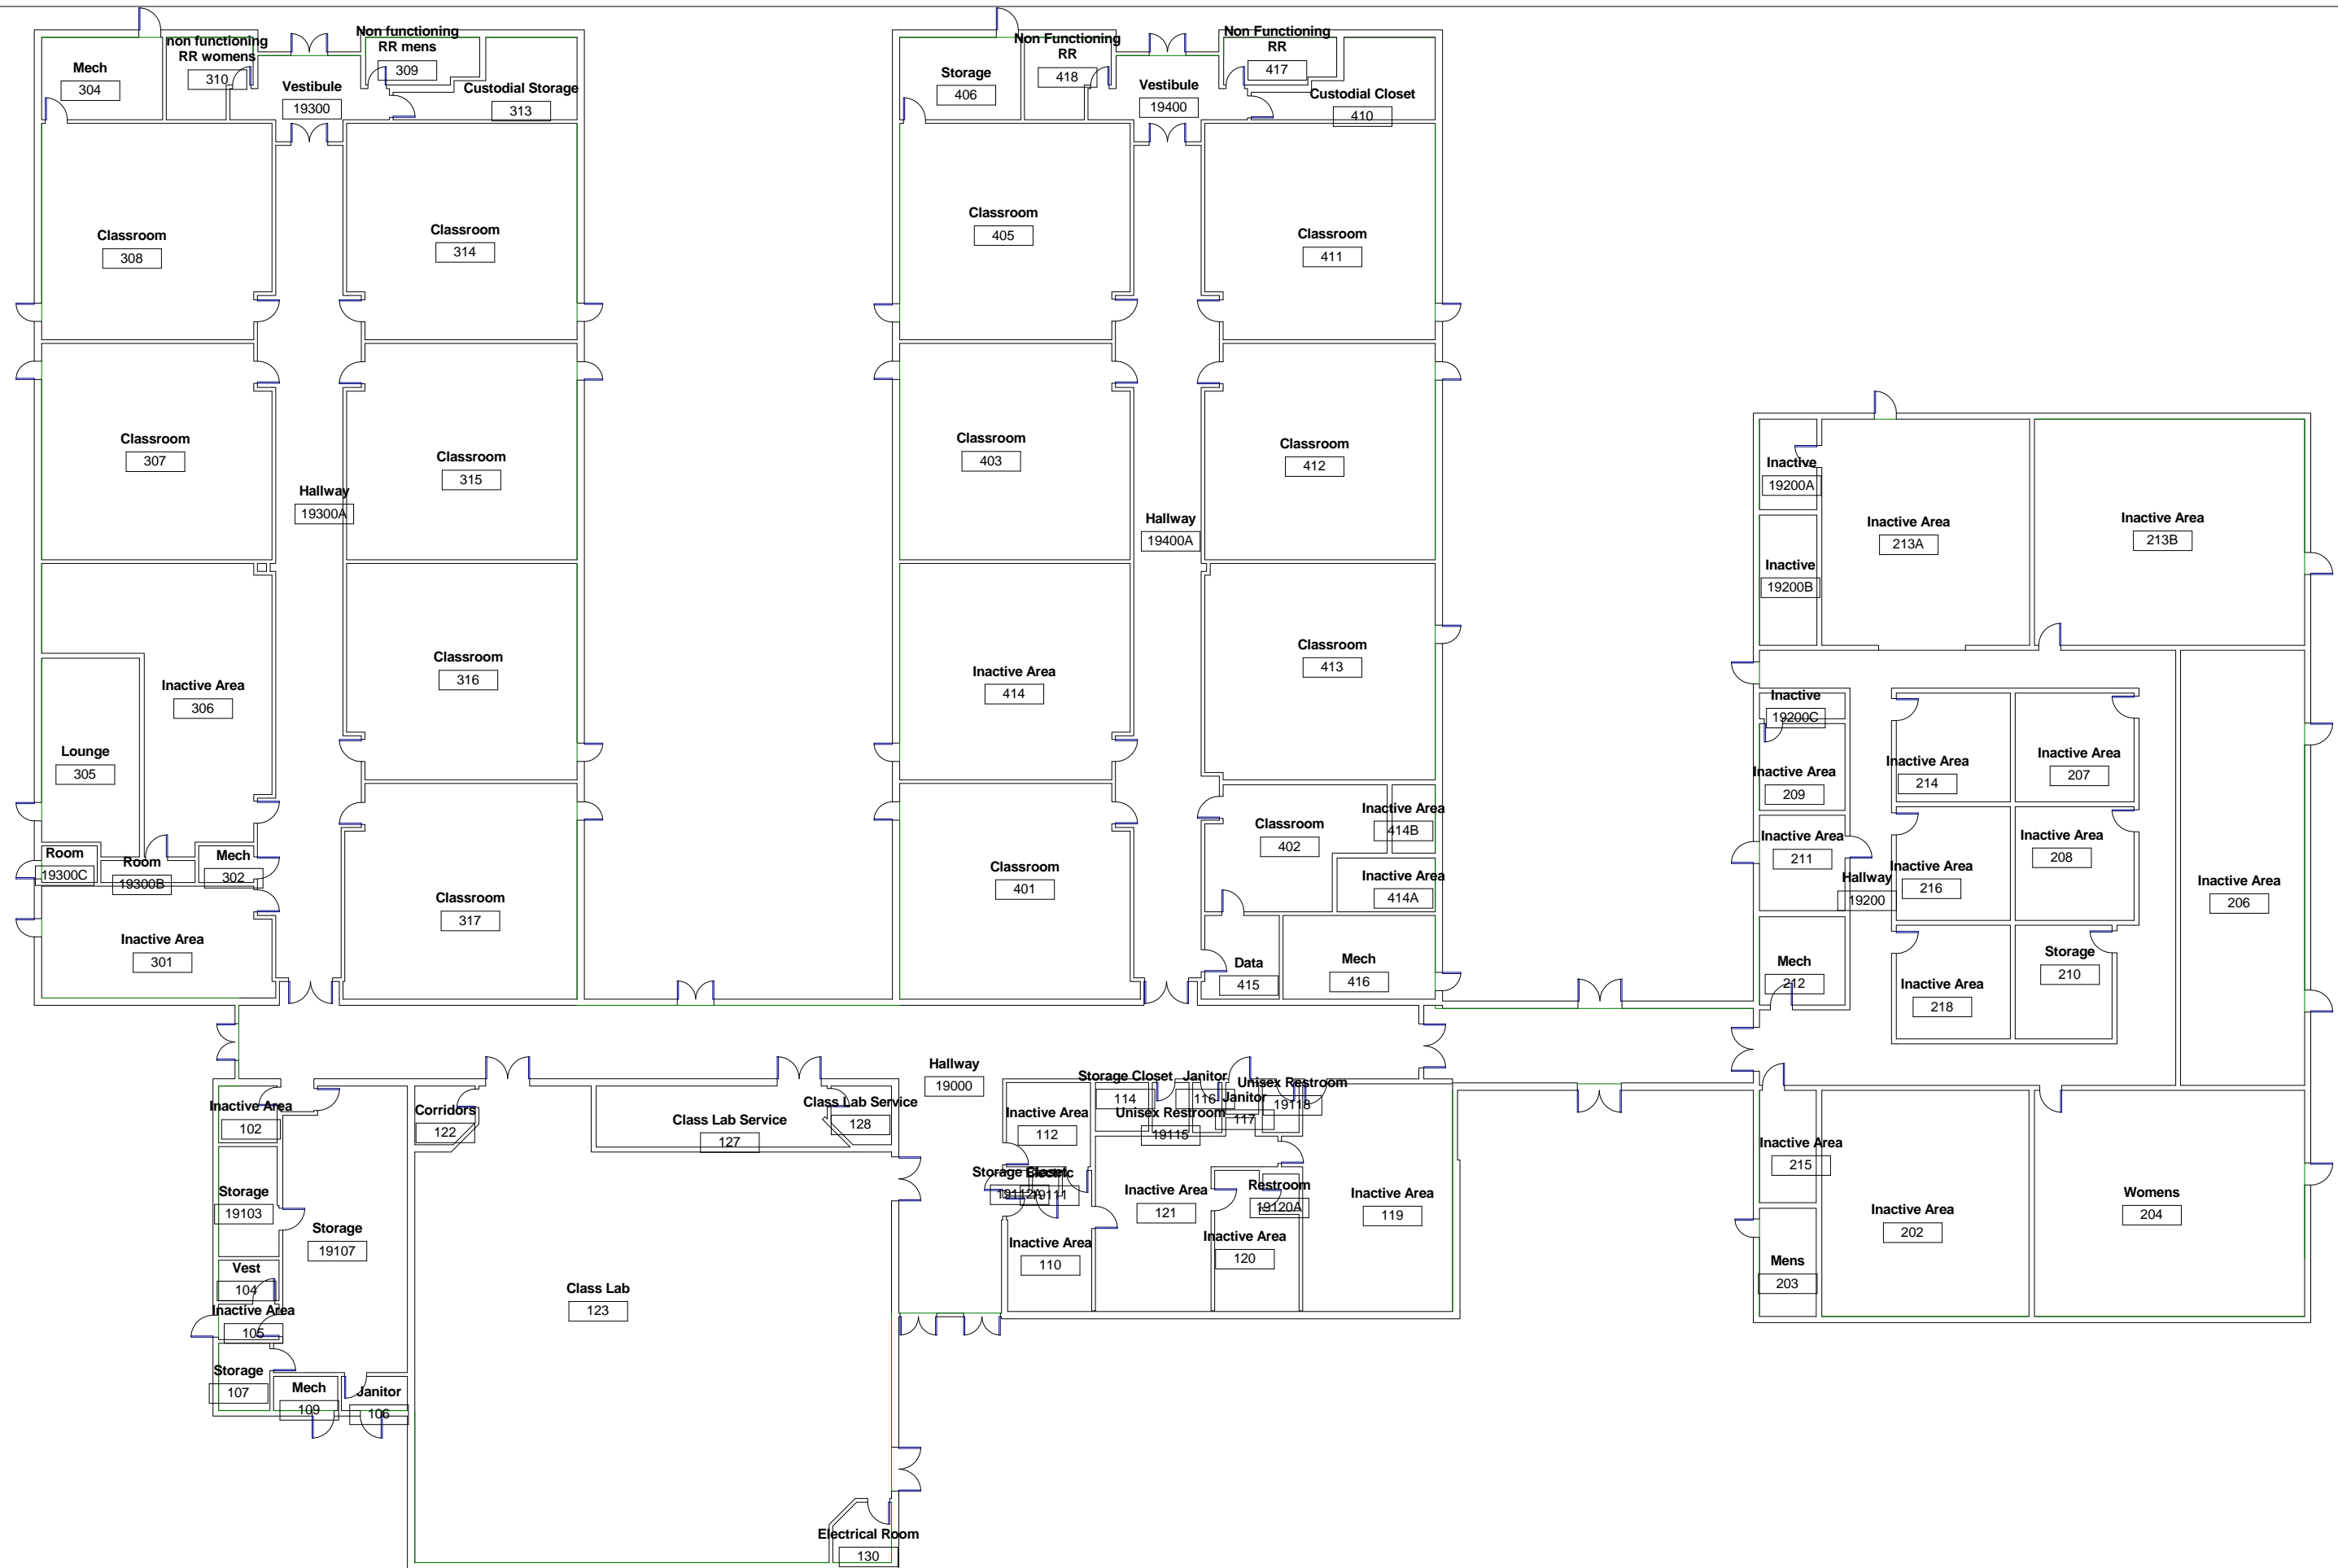 non functioning
RR womens
310
Mech
304
Vestibule
19300
Non functioning
RR mens
309
Custodial Storage
313
Classroom
308
Classroom
314
Classroom
307
Classroom
315
Hallway
19300A
Inactive Area
306
Classroom
316
Lounge
305
Room
19300C
Room
19300B
Mech
302
Inactive Area
301
Classroom
317
Storage
406
Non Functioning
RR
418
Vestibule
19400
Non Functioning
RR
417
Custodial Closet
410
Classroom
405
Classroom
411
Classroom
403
Classroom
412
Hallway
19400A
Inactive Area
414
Classroom
413
Classroom
402
Inactive Area
414B
Inactive Area
414A
Classroom
401
Data
415
Mech
416
Inactive
19200A
Inactive
19200B
Inactive Area
213A
Inactive Area
213B
Inactive
19200C
Inactive Area
209
Inactive Area
214
Inactive Area
207
Inactive Area
211
Inactive Area
216
Inactive Area
208
Hallway
19200
Inactive Area
206
Mech
212
Inactive Area
218
Storage
210
Inactive Area
215
Mens
203
Inactive Area
202
Womens
204
Hallway
19000
Inactive Area
102
Storage
19103
Storage
19107
Vest
104
Inactive Area
105
Storage
107
Mech
109
Janitor
106
Corridors
122
Class Lab Service
127
Class Lab Service
128
Class Lab
123
Electrical Room
130
Inactive Area
112
Storage Closet
114
Janitor
116
Unisex Restroom
19115
Janitor
117
Unisex Restroom
19118
Storage Closet
19112A
Electric
19111
Inactive Area
110
Inactive Area
121
Restroom
19120A
Inactive Area
120
Inactive Area
119